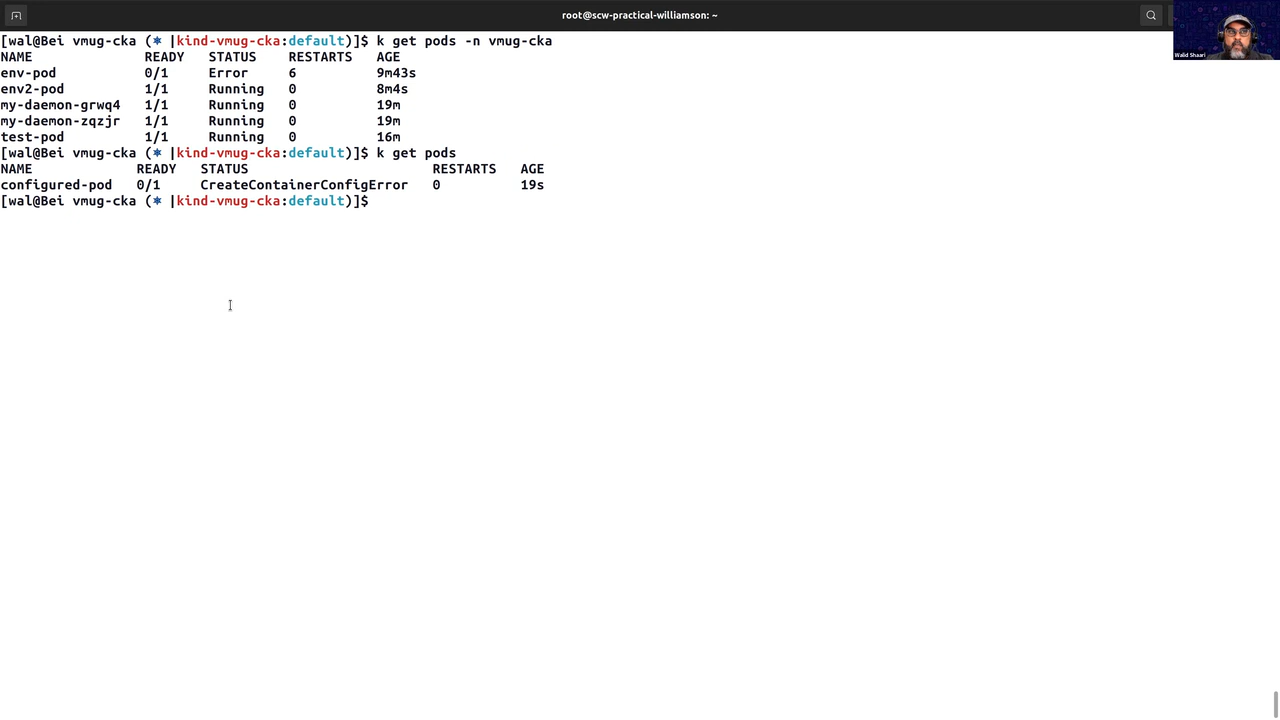 root@scw-practical-williamson: ~
Walid Shaari
[wal@Bei vmug-cka (⎈ |kind-vmug-cka:default)]$ k get pods -n vmug-cka
NAME READY STATUS RESTARTS AGE
env-pod 0/1 Error 6 9m43s
env2-pod 1/1 Running 0 8m4s
my-daemon-grwq4 1/1 Running 0 19m
my-daemon-zqzjr 1/1 Running 0 19m
test-pod 1/1 Running 0 16m
[wal@Bei vmug-cka (⎈ |kind-vmug-cka:default)]$ k get pods
NAME READY STATUS RESTARTS AGE
configured-pod 0/1 CreateContainerConfigError 0 19s
[wal@Bei vmug-cka (⎈ |kind-vmug-cka:default)]$